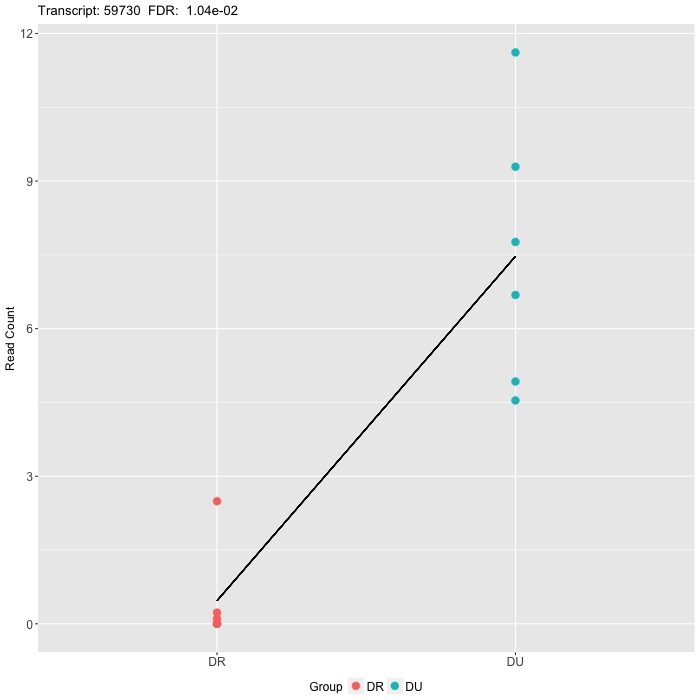 Transcript: 59730  FDR:  1.04e-02
12
9
6
3
0
Read Count
DR
DU
Group
DR
DU